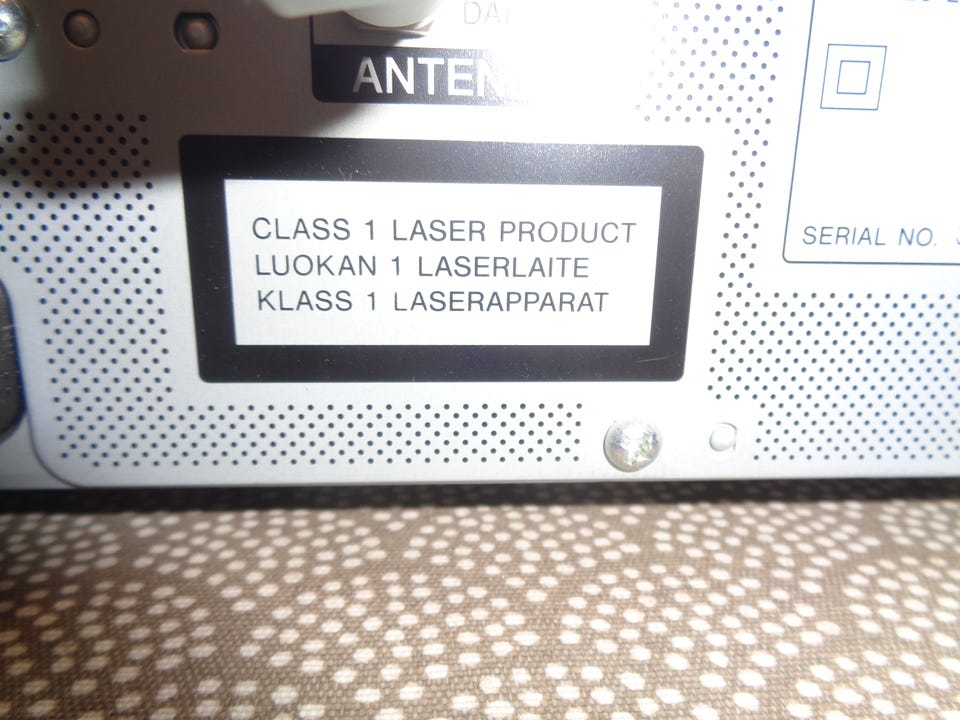 ANTEN
CLASS 1 LASER PRODUCT
LUOKAN 1 LASERLAITE
KLASS 1 LASERAPPARAT
SERIAL NO.